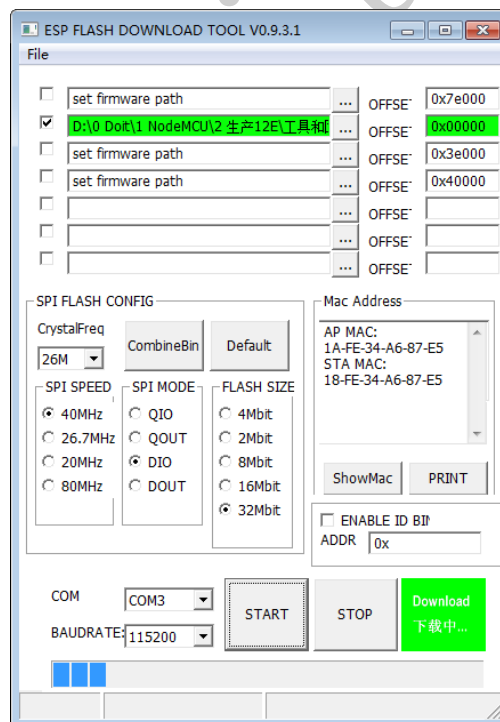 ESP FLASH DOWNLOAD TOOL V0.9.3.1
File
set firmware path ... OFFSE 0x7e000
D:\0 Doit\1 NodeMCU\2 生产12E\工具和 ... OFFSE 0x00000
set firmware path ... OFFSE 0x3e000
set firmware path ... OFFSE 0x40000
... OFFSE
... OFFSE
... OFFSE
SPI FLASH CONFIG
CrystalFreq
26M
CombineBin
Default
SPI SPEED
40MHz
26.7MHz
20MHz
80MHz
SPI MODE
QIO
QOUT
DIO
DOUT
FLASH SIZE
4Mbit
2Mbit
8Mbit
16Mbit
32Mbit
Mac Address
AP MAC:
1A-FE-34-A6-87-E5
STA MAC:
18-FE-34-A6-87-E5
ShowMac
PRINT
ENABLE ID BIN
ADDR 0x
COM COM3
BAUDRATE: 115200
START
STOP
Download
下载中...